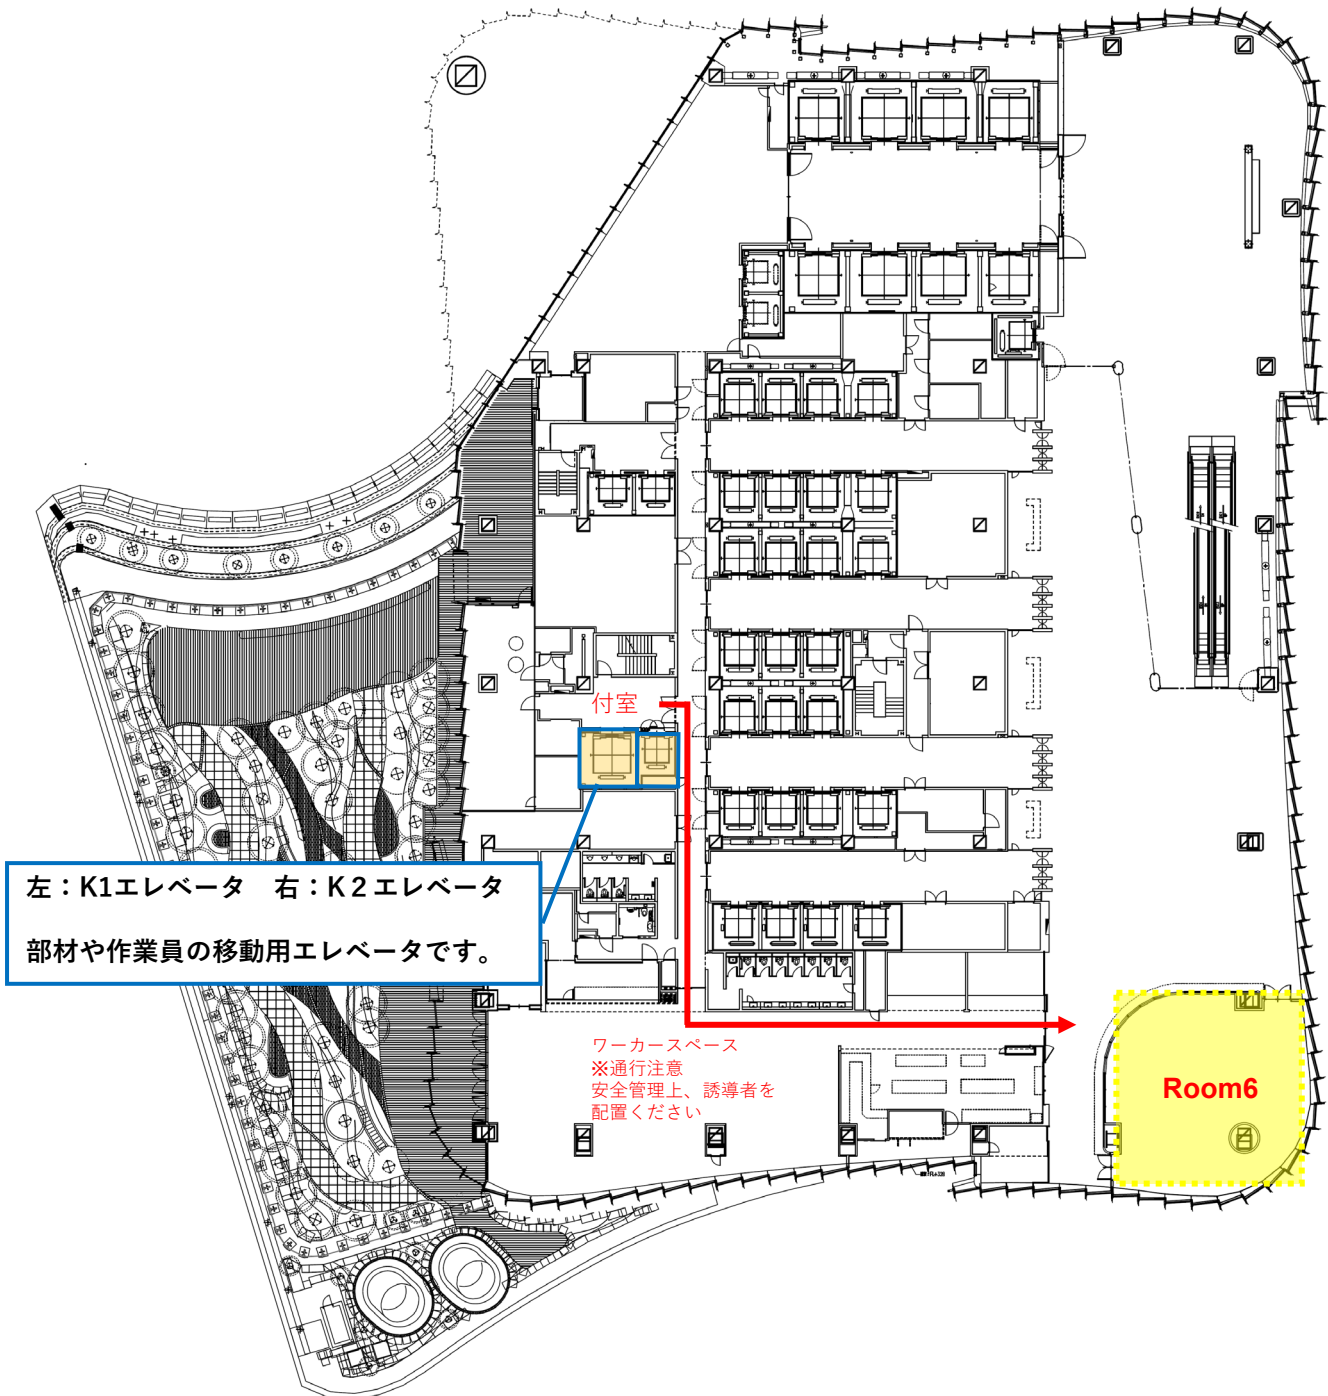 付室
左：K1エレベータ　右：K２エレベータ
部材や作業員の移動用エレベータです。
ワーカースペース
※通行注意
安全管理上、誘導者を
配置ください
Room6